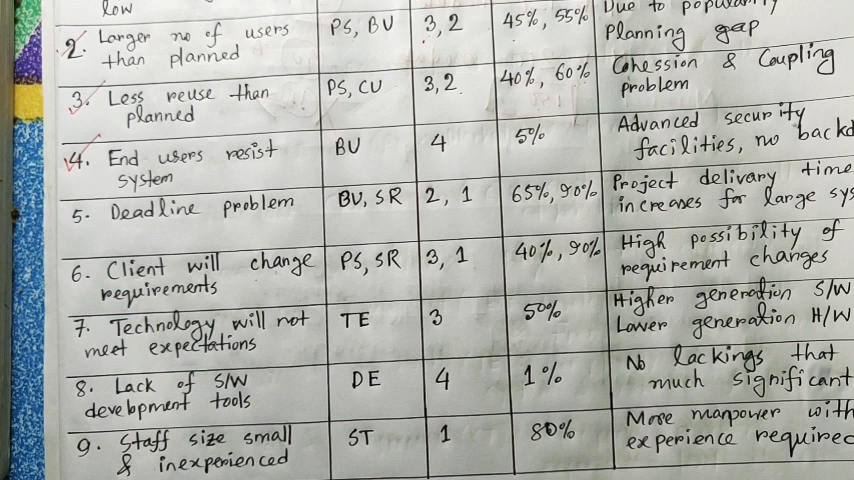 low
2. Larger no of users than planned
PS, BU
3, 2
45%, 55%
Due to popularity
Planning gap
3. Less reuse than planned
PS, CU
3, 2
40%, 60%
Cohession & Coupling problem
4. End users resist system
BU
4
5%
Advanced security facilities, no backd
5. Deadline problem
BU, SR
2, 1
65%, 90%
Project delivary time increases for large sys
6. Client will change requirements
PS, SR
3, 1
40%, 90%
High possibility of requirement changes
7. Technology will not meet expectations
TE
3
50%
Higher generation S/W
Lower generation H/W
8. Lack of S/W development tools
DE
4
1%
No lackings that much significant
9. Staff size small & inexperienced
ST
1
80%
More manpower with experience required